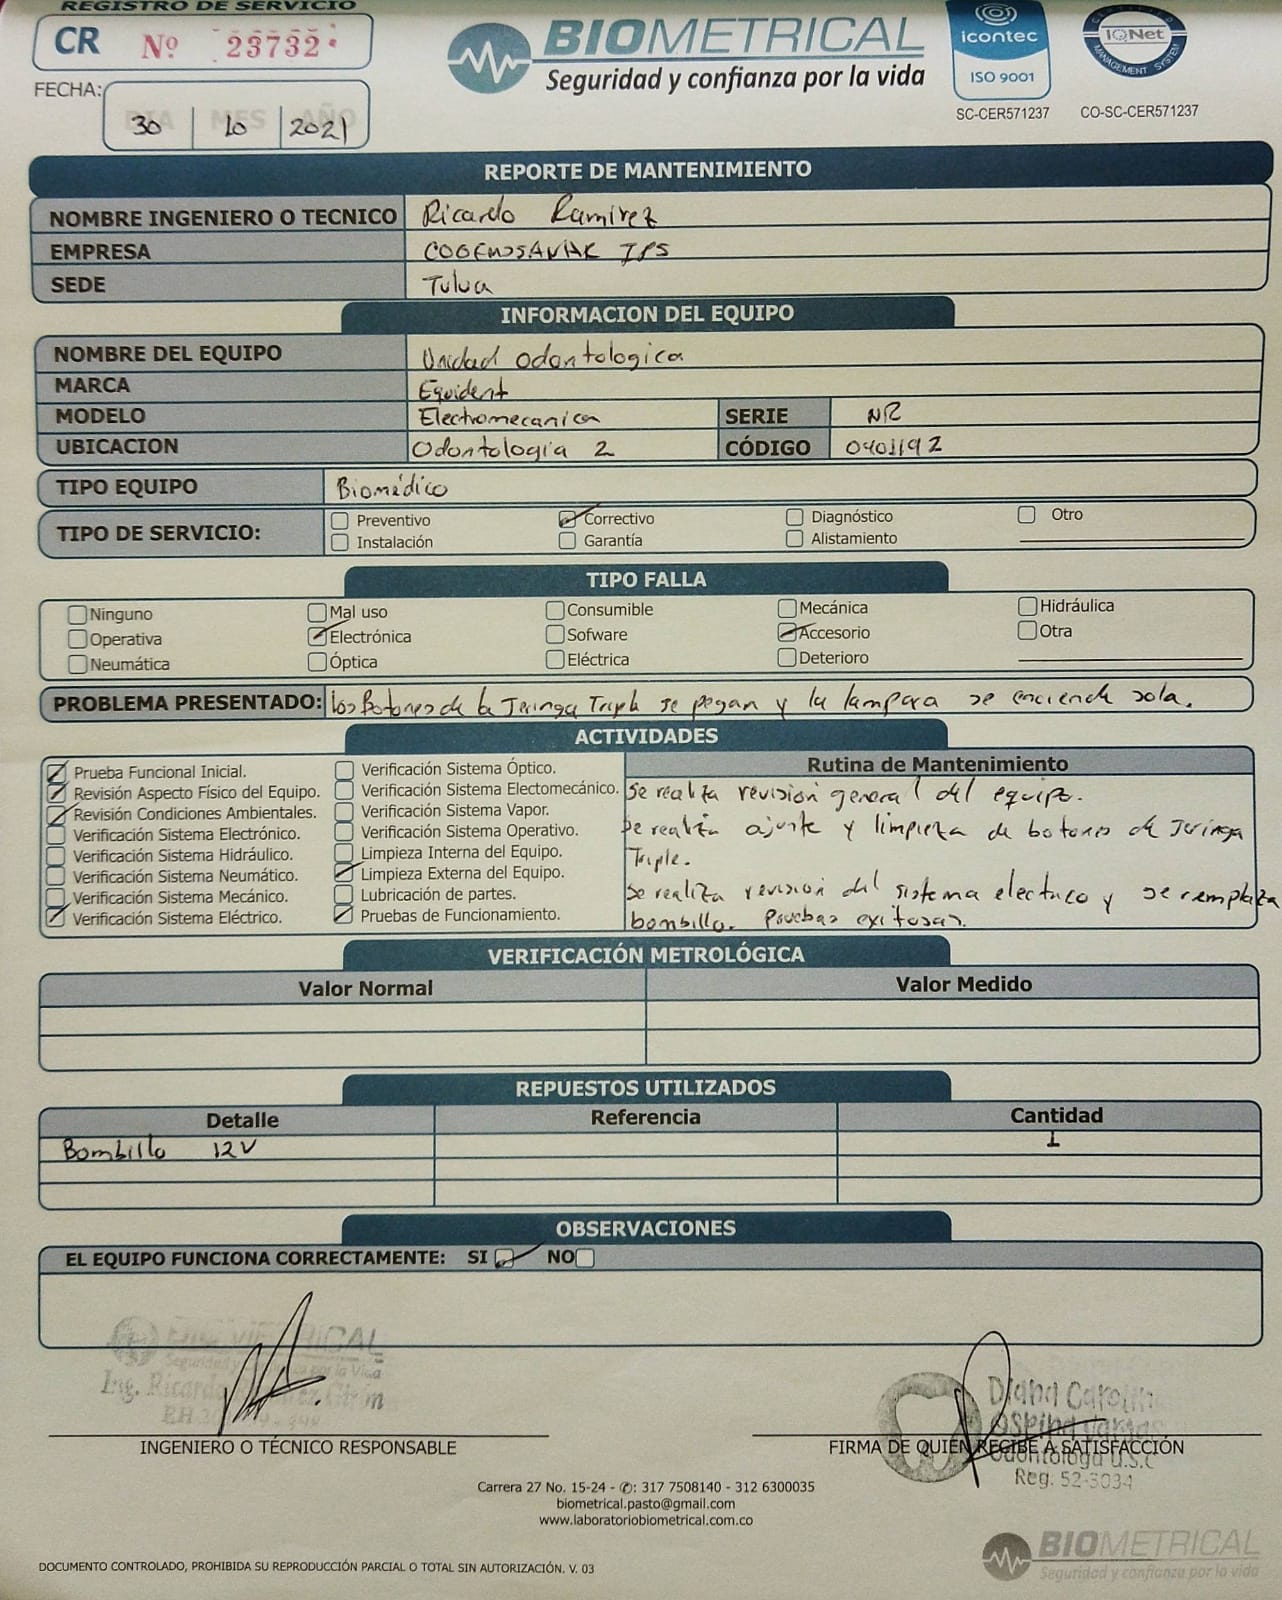 REGISTRO DE SERVICIO
CR Nº 23732
BIOMETRICAL
Seguridad y confianza por la vida
icontec
ISO 9001
SC-CER571237
CERTIFIED
IQNet
MANAGEMENT SYSTEM
CO-SC-CER571237
FECHA:
DIA MES AÑO
30 10 2021
REPORTE DE MANTENIMIENTO
NOMBRE INGENIERO O TECNICO Ricardo Ramirez
EMPRESA COGEMOSAVIAR IPS
SEDE Tulua
INFORMACION DEL EQUIPO
NOMBRE DEL EQUIPO Unidad Odontologica
MARCA Equident
MODELO Electromecanica SERIE NR
UBICACION Odontologia 2 CÓDIGO 0401192
TIPO EQUIPO Biomédico
TIPO DE SERVICIO:
Preventivo Correctivo Diagnóstico Otro
Instalación Garantía Alistamiento
TIPO FALLA
Ninguno Mal uso Consumible Mecánica Hidráulica
Operativa Electrónica Sofware Accesorio Otra
Neumática Óptica Eléctrica Deterioro
PROBLEMA PRESENTADO: los Botones de la Jeringa Triple se pegan y la lampara se enciende sola.
ACTIVIDADES
Prueba Funcional Inicial. Verificación Sistema Óptico.
Revisión Aspecto Físico del Equipo. Verificación Sistema Electomecánico.
Revisión Condiciones Ambientales. Verificación Sistema Vapor.
Verificación Sistema Electrónico. Verificación Sistema Operativo.
Verificación Sistema Hidráulico. Limpieza Interna del Equipo.
Verificación Sistema Neumático. Limpieza Externa del Equipo.
Verificación Sistema Mecánico. Lubricación de partes.
Verificación Sistema Eléctrico. Pruebas de Funcionamiento.
Rutina de Mantenimiento
Se realiza revisión general del equipo.
Se realiza ajuste y limpieza de botones de Jeringa
Triple.
Se realiza revisión del sistema electrico y se remplaza
bombillo. Pruebas exitosas.
VERIFICACIÓN METROLÓGICA
Valor Normal Valor Medido
REPUESTOS UTILIZADOS
Detalle Referencia Cantidad
Bombillo 12V 1
OBSERVACIONES
EL EQUIPO FUNCIONA CORRECTAMENTE: SI NO
BIOMETRICAL
Seguridad y confianza por la Vida
Ing. Ricardo Girón
INGENIERO O TÉCNICO RESPONSABLE
Diana Carolina
Ospina Vargas
Odontóloga U.S.C
Reg. 52-3034
FIRMA DE QUIEN RECIBE A SATISFACCIÓN
Carrera 27 No. 15-24 - ✆: 317 7508140 - 312 6300035
biometrical.pasto@gmail.com
www.laboratoriobiometrical.com.co
BIOMETRICAL
Seguridad y confianza por la vida
DOCUMENTO CONTROLADO, PROHIBIDA SU REPRODUCCIÓN PARCIAL O TOTAL SIN AUTORIZACIÓN. V. 03